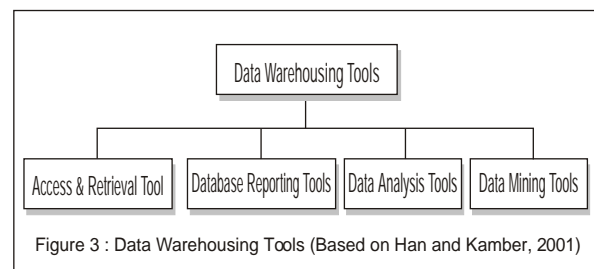 Data Warehousing Tools
Access & Retrieval Tool
Database Reporting Tools
Data Analysis Tools
Data Mining Tools
Figure 3 : Data Warehousing Tools (Based on Han and Kamber, 2001)